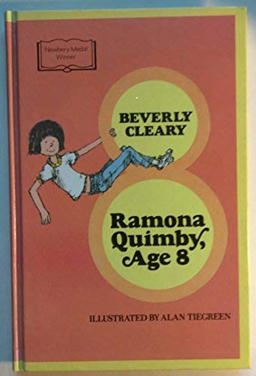 Newbery Medal
Winner
BEVERLY
CLEARY
Ramona
Quimby,
Age 8
ILLUSTRATED BY ALAN TIEGREEN